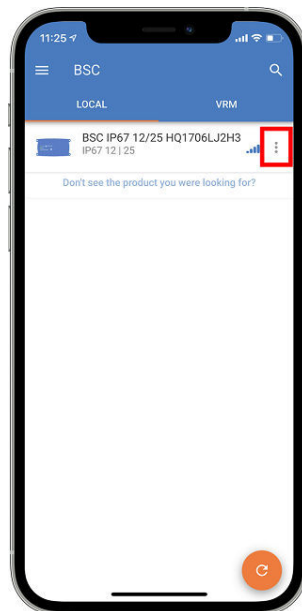 11:25
BSC
LOCAL VRM
BSC IP67 12/25 HQ1706LJ2H3
IP67 12 | 25
Don't see the product you were looking for?